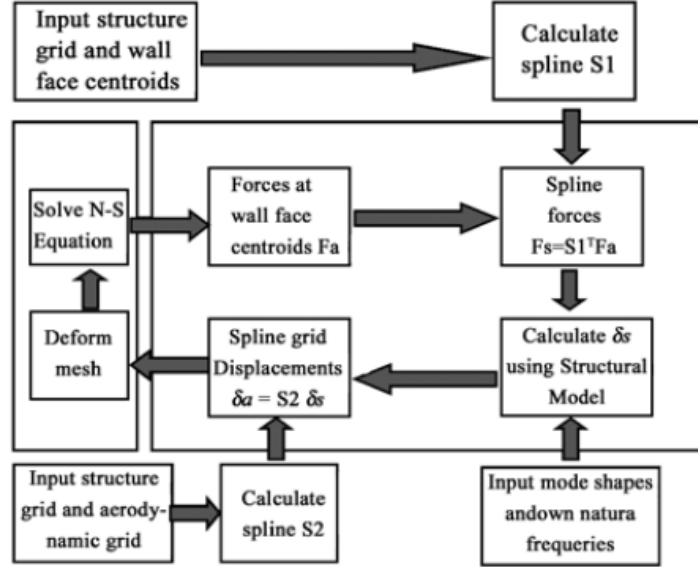 Input structure
grid and wall
face centroids
Calculate
spline S1
Solve N-S
Equation
Forces at
wall face
centroids Fa
Spline
forces
Fs=S1ᵀFa
Deform
mesh
Spline grid
Displacements
δa = S2 δs
Calculate δs
using Structural
Model
Input structure
grid and aerody-
namic grid
Calculate
spline S2
Input mode shapes
andown natura
frequeries